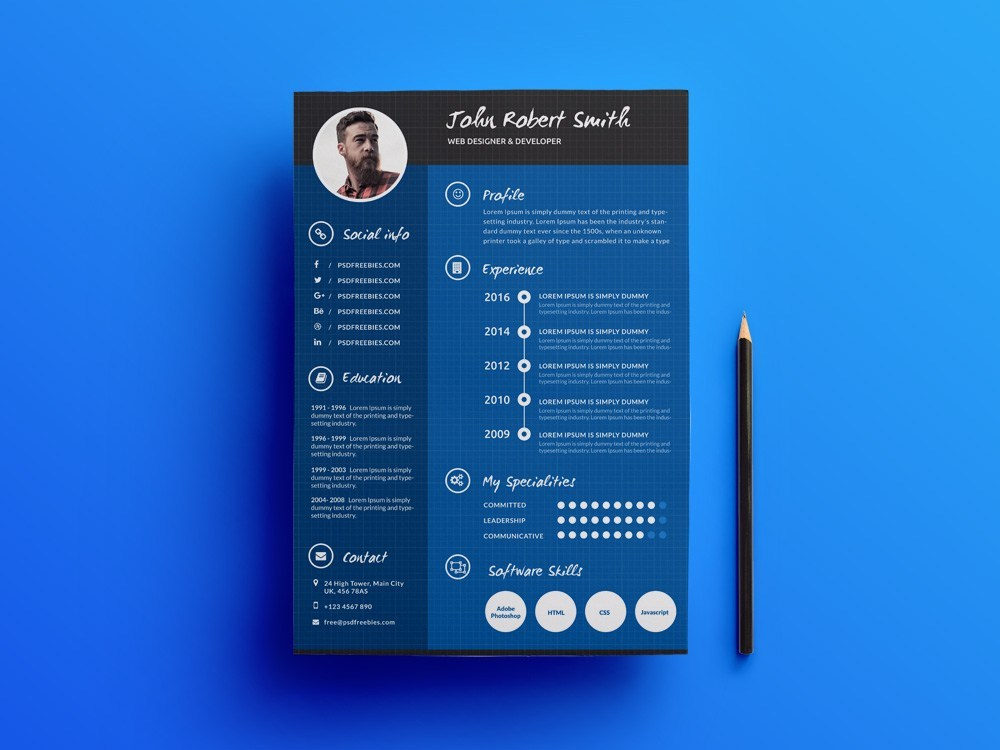 John Robert Smith
WEB DESIGNER & DEVELOPER
Social info
f / PSDFREEBIES.COM
/ PSDFREEBIES.COM
G+ / PSDFREEBIES.COM
Bē / PSDFREEBIES.COM
/ PSDFREEBIES.COM
in / PSDFREEBIES.COM
Education
1991 - 1996 Lorem Ipsum is simply
dummy text of the printing and type-
setting industry.
1996 - 1999 Lorem Ipsum is simply
dummy text of the printing and type-
setting industry.
1999 - 2003 Lorem Ipsum is simply
dummy text of the printing and type-
setting industry.
2004- 2008 Lorem Ipsum is simply
dummy text of the printing and type-
setting industry.
Contact
24 High Tower, Main City
UK, 456 78AS
+123 4567 890
free@psdfreebies.com
Profile
Lorem Ipsum is simply dummy text of the printing and type-
setting industry. Lorem Ipsum has been the industry's stan-
dard dummy text ever since the 1500s, when an unknown
printer took a galley of type and scrambled it to make a type
Experience
2016 LOREM IPSUM IS SIMPLY DUMMY
Lorem Ipsum is simply dummy text of the printing and
typesetting industry. Lorem Ipsum has been the indus-
2014 LOREM IPSUM IS SIMPLY DUMMY
Lorem Ipsum is simply dummy text of the printing and
typesetting industry. Lorem Ipsum has been the indus-
2012 LOREM IPSUM IS SIMPLY DUMMY
Lorem Ipsum is simply dummy text of the printing and
typesetting industry. Lorem Ipsum has been the indus-
2010 LOREM IPSUM IS SIMPLY DUMMY
Lorem Ipsum is simply dummy text of the printing and
typesetting industry. Lorem Ipsum has been the indus-
2009 LOREM IPSUM IS SIMPLY DUMMY
Lorem Ipsum is simply dummy text of the printing and
typesetting industry. Lorem Ipsum has been the indus-
My Specialities
COMMITTED
LEADERSHIP
COMMUNICATIVE
Software Skills
Adobe
Photoshop
HTML
CSS
Javascript